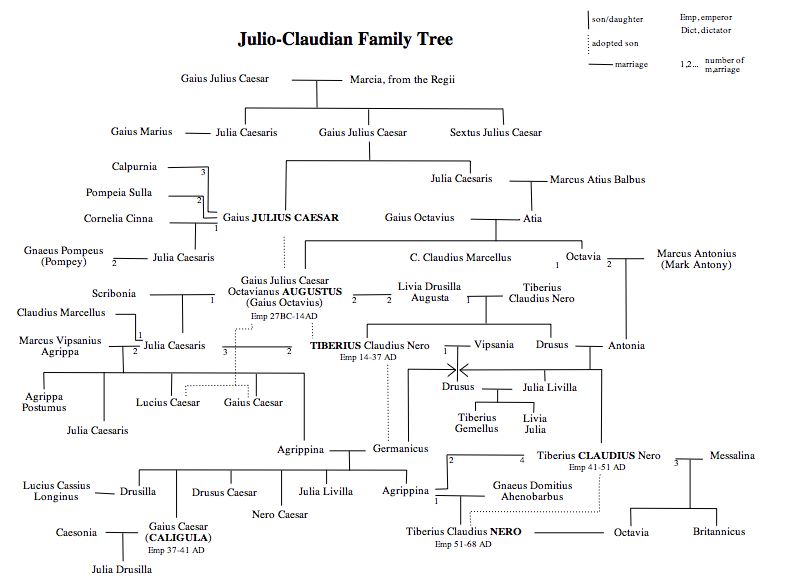 son/daughter
Emp, emperor
Dict, dictator
Julio-Claudian Family Tree
adopted son
marriage
1,2... number of
marriage
Gaius Julius Caesar
Marcia, from the Regii
Gaius Marius
Julia Caesaris
Gaius Julius Caesar
Sextus Julius Caesar
Calpurnia
3
Julia Caesaris
Marcus Atius Balbus
Pompeia Sulla
2
Cornelia Cinna
Gaius JULIUS CAESAR
Gaius Octavius
Atia
1
Gnaeus Pompeus
(Pompey)
2
Julia Caesaris
C. Claudius Marcellus
1
Octavia
2
Marcus Antonius
(Mark Antony)
Scribonia
1
Gaius Julius Caesar
Octavianus AUGUSTUS
(Gaius Octavius)
Emp 27BC-14AD
2
2
Livia Drusilla
Augusta
1
Tiberius
Claudius Nero
Claudius Marcellus
1
Marcus Vipsanius
Agrippa
2
Julia Caesaris
3
2
TIBERIUS Claudius Nero
Emp 14-37 AD
1
Vipsania
Drusus
Antonia
Drusus
Julia Livilla
Agrippa
Postumus
Lucius Caesar
Gaius Caesar
Tiberius
Gemellus
Livia
Julia
Julia Caesaris
Agrippina
Germanicus
2
4
Tiberius CLAUDIUS Nero
Emp 41-51 AD
3
Messalina
Lucius Cassius
Longinus
Drusilla
Drusus Caesar
Julia Livilla
Agrippina
1
Gnaeus Domitius
Ahenobarbus
Nero Caesar
Caesonia
Gaius Caesar
(CALIGULA)
Emp 37-41 AD
Tiberius Claudius NERO
Emp 51-68 AD
Octavia
Britannicus
Julia Drusilla